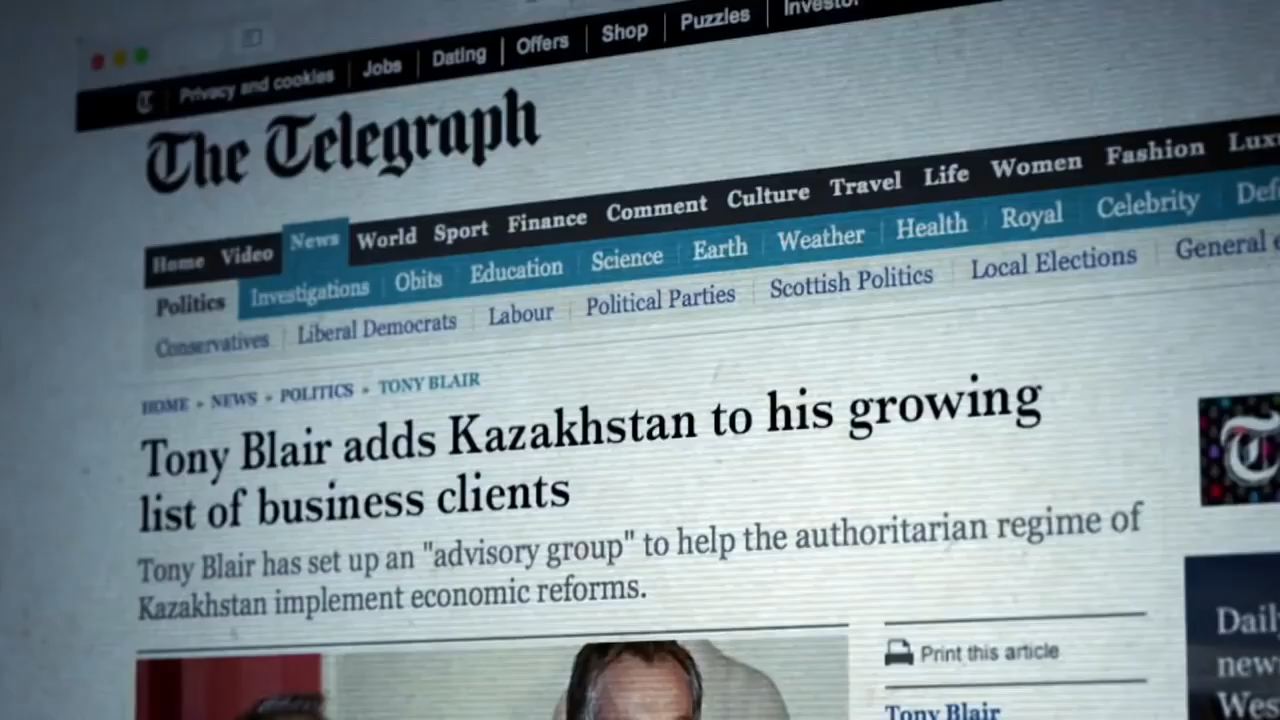 Privacy and cookies Jobs Dating Offers Shop Puzzles Investor
The Telegraph
Home Video News World Sport Finance Comment Culture Travel Life Women Fashion
Politics Investigations Obits Education Science Earth Weather Health Royal Celebrity
Conservatives Liberal Democrats Labour Political Parties Scottish Politics Local Elections General
HOME » NEWS » POLITICS » TONY BLAIR
Tony Blair adds Kazakhstan to his growing
list of business clients
Tony Blair has set up an "advisory group" to help the authoritarian regime of
Kazakhstan implement economic reforms.
Print this article
Tony Blair